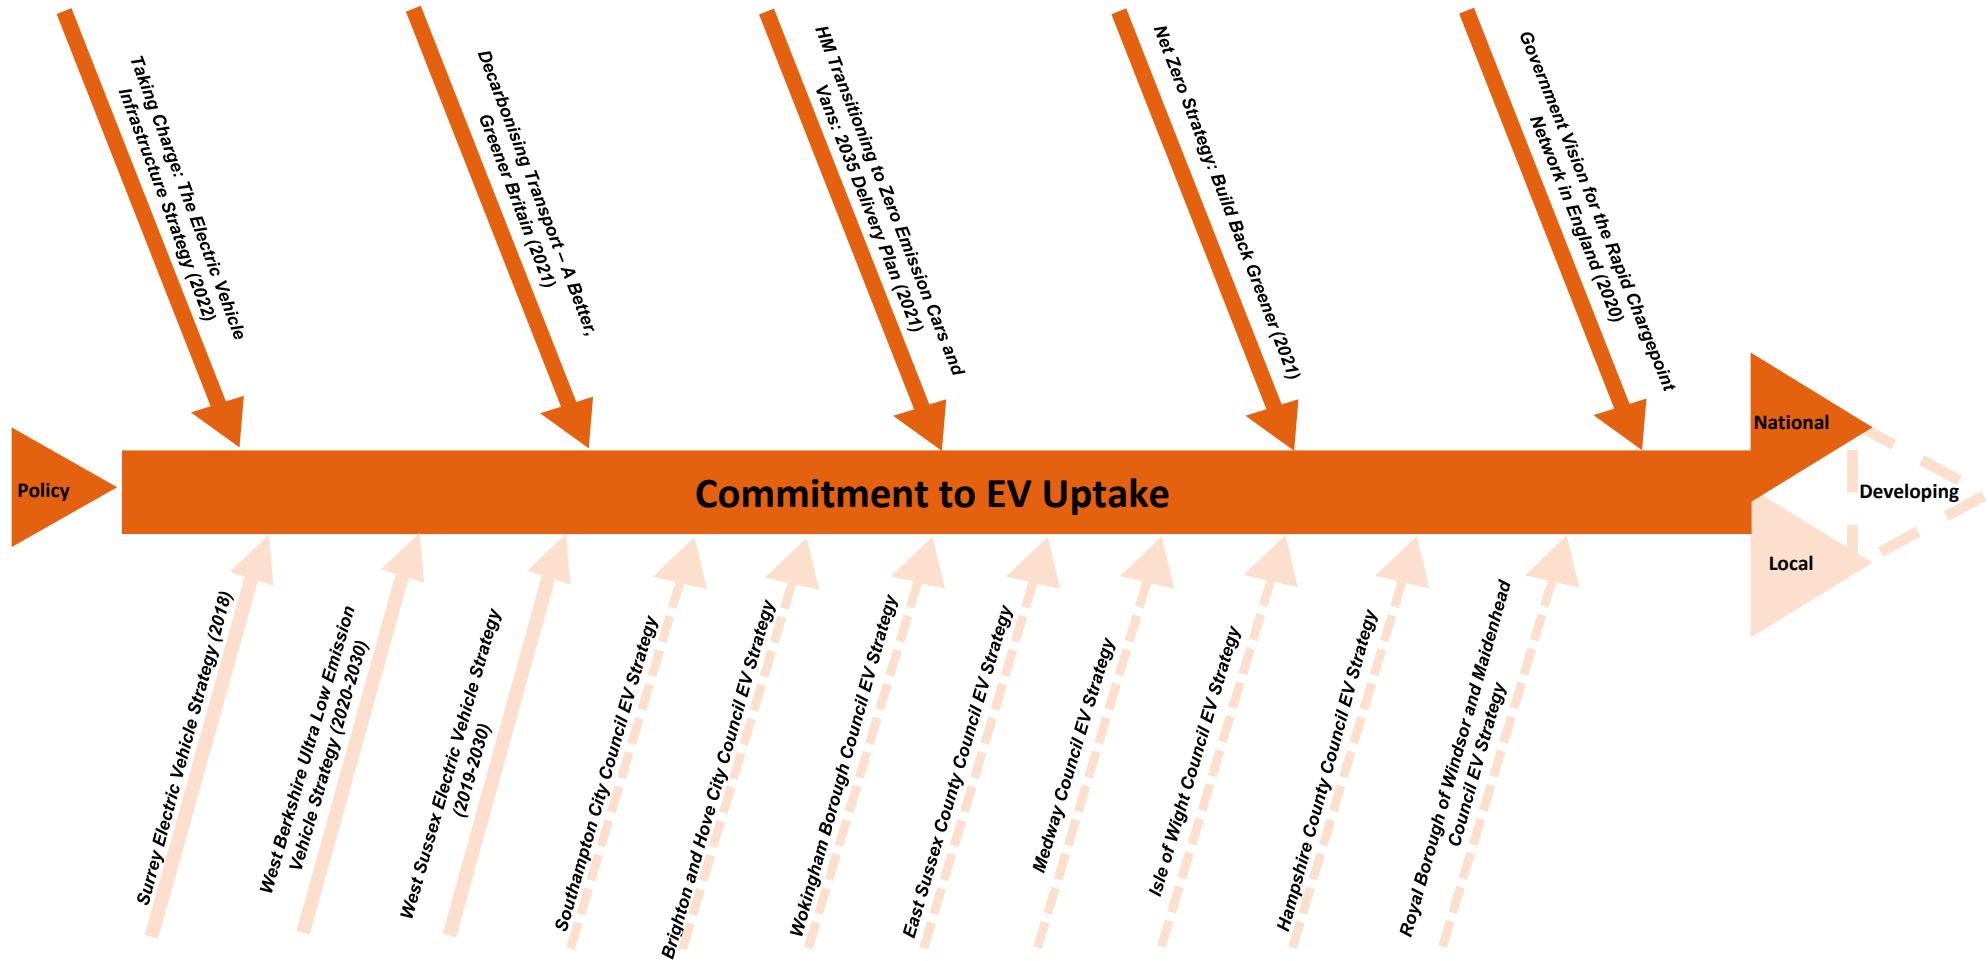 Taking Charge: The Electric Vehicle
Infrastructure Strategy (2022)
Decarbonising Transport – A Better,
Greener Britain (2021)
HM Transitioning to Zero Emission Cars and
Vans: 2035 Delivery Plan (2021)
Net Zero Strategy: Build Back Greener (2021)
Government Vision for the Rapid Chargepoint
Network in England (2020)
Policy
Commitment to EV Uptake
National
Developing
Local
Surrey Electric Vehicle Strategy (2018)
West Berkshire Ultra Low Emission
Vehicle Strategy (2020-2030)
West Sussex Electric Vehicle Strategy
(2019-2030)
Southampton City Council EV Strategy
Brighton and Hove City Council EV Strategy
Wokingham Borough Council EV Strategy
East Sussex County Council EV Strategy
Medway Council EV Strategy
Isle of Wight Council EV Strategy
Hampshire County Council EV Strategy
Royal Borough of Windsor and Maidenhead
Council EV Strategy